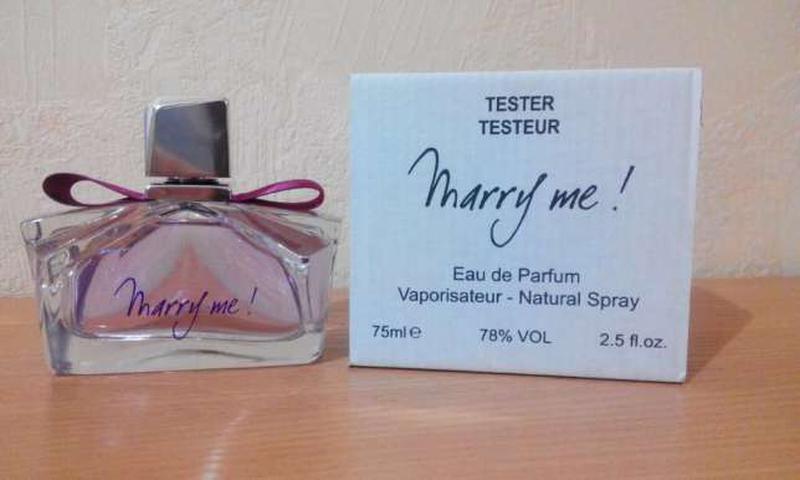 Marry me!
TESTER
TESTEUR
Marry me!
Eau de Parfum
Vaporisateur - Natural Spray
75ml ℮ 78% VOL 2.5 fl.oz.